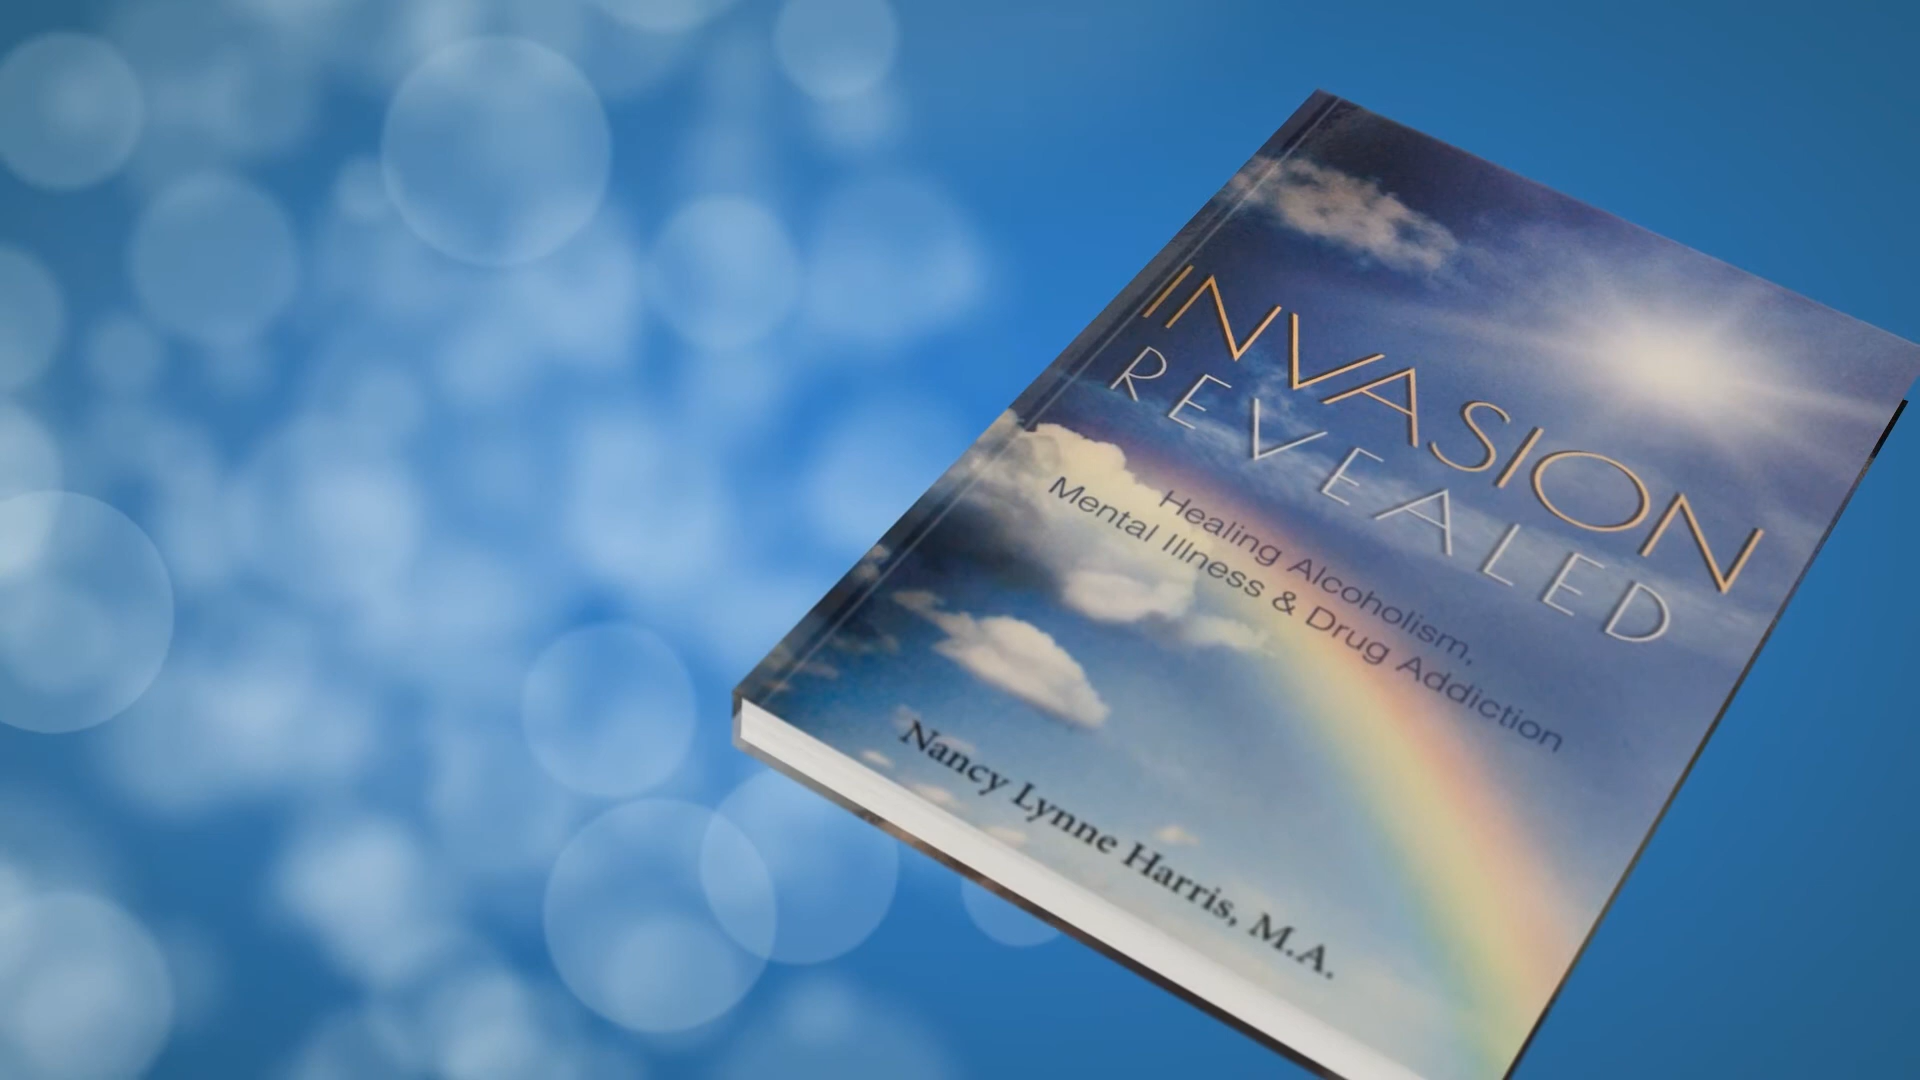 INVASION
REVEALED
Healing Alcoholism,
Mental Illness & Drug Addiction
Nancy Lynne Harris, M.A.